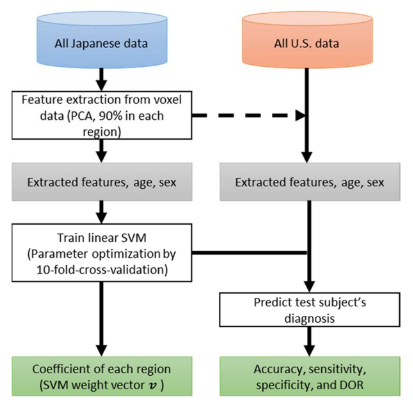 All Japanese data
All U.S. data
Feature extraction from voxel
data (PCA, 90% in each
region)
Extracted features, age, sex
Extracted features, age, sex
Train linear SVM
(Parameter optimization by
10-fold-cross-validation)
Predict test subject's
diagnosis
Coefficient of each region
(SVM weight vector v )
Accuracy, sensitivity,
specificity, and DOR